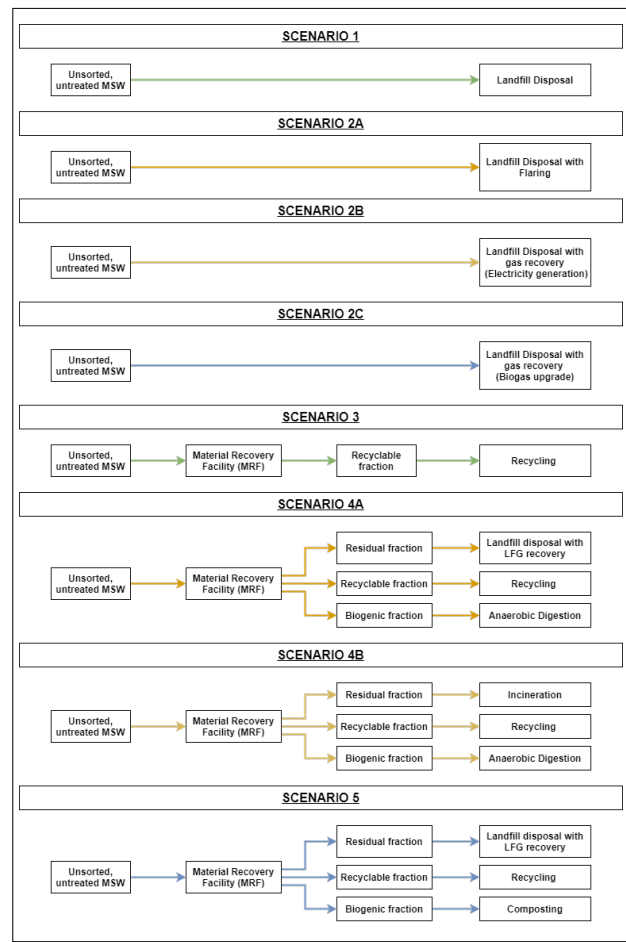 SCENARIO 1
Unsorted,
untreated MSW
Landfill Disposal
SCENARIO 2A
Unsorted,
untreated MSW
Landfill Disposal with
Flaring
SCENARIO 2B
Unsorted,
untreated MSW
Landfill Disposal with
gas recovery
(Electricity generation)
SCENARIO 2C
Unsorted,
untreated MSW
Landfill Disposal with
gas recovery
(Biogas upgrade)
SCENARIO 3
Unsorted,
untreated MSW
Material Recovery
Facility (MRF)
Recyclable
fraction
Recycling
SCENARIO 4A
Unsorted,
untreated MSW
Material Recovery
Facility (MRF)
Residual fraction
Landfill disposal with
LFG recovery
Recyclable fraction
Recycling
Biogenic fraction
Anaerobic Digestion
SCENARIO 4B
Unsorted,
untreated MSW
Material Recovery
Facility (MRF)
Residual fraction
Incineration
Recyclable fraction
Recycling
Biogenic fraction
Anaerobic Digestion
SCENARIO 5
Unsorted,
untreated MSW
Material Recovery
Facility (MRF)
Residual fraction
Landfill disposal with
LFG recovery
Recyclable fraction
Recycling
Biogenic fraction
Composting